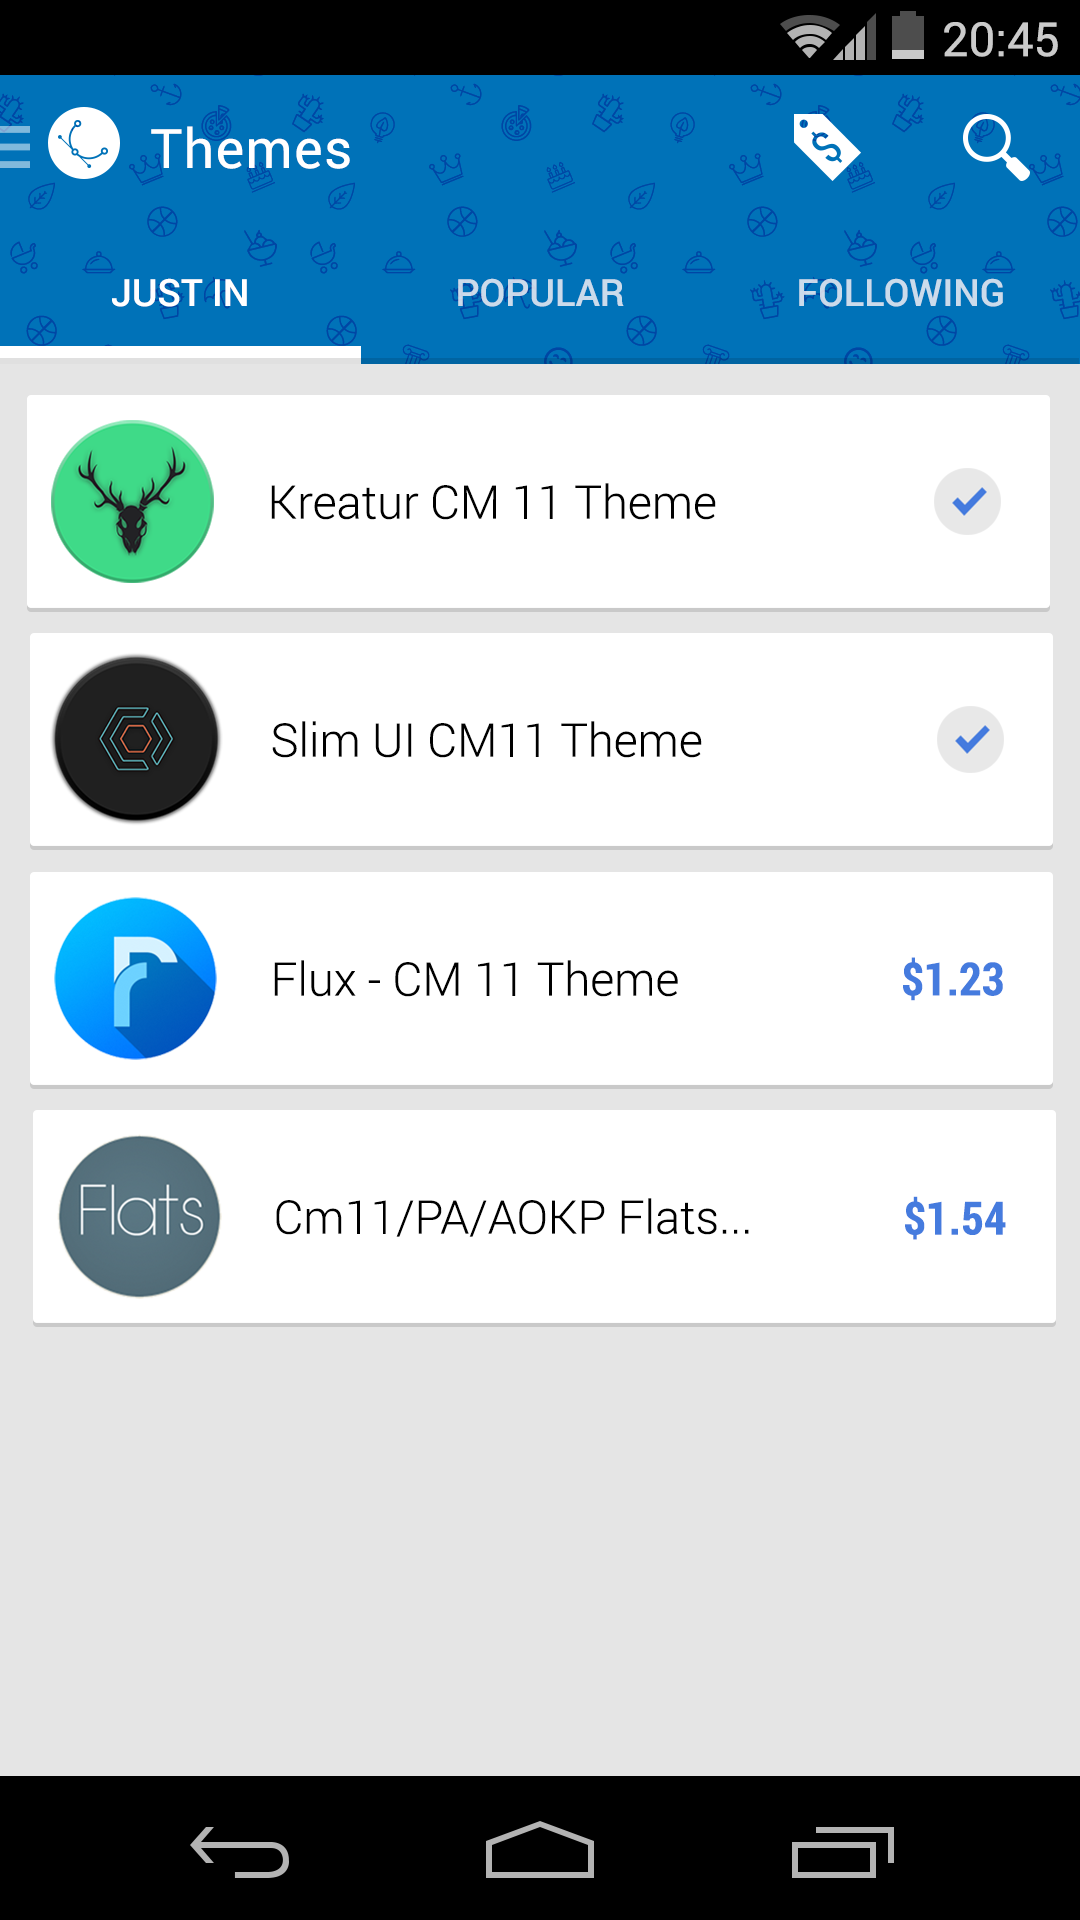 20:45
Themes
JUST IN
POPULAR
FOLLOWING
Kreatur CM 11 Theme
Slim UI CM11 Theme
Flux - CM 11 Theme
$1.23
Flats
Cm11/PA/AOKP Flats...
$1.54